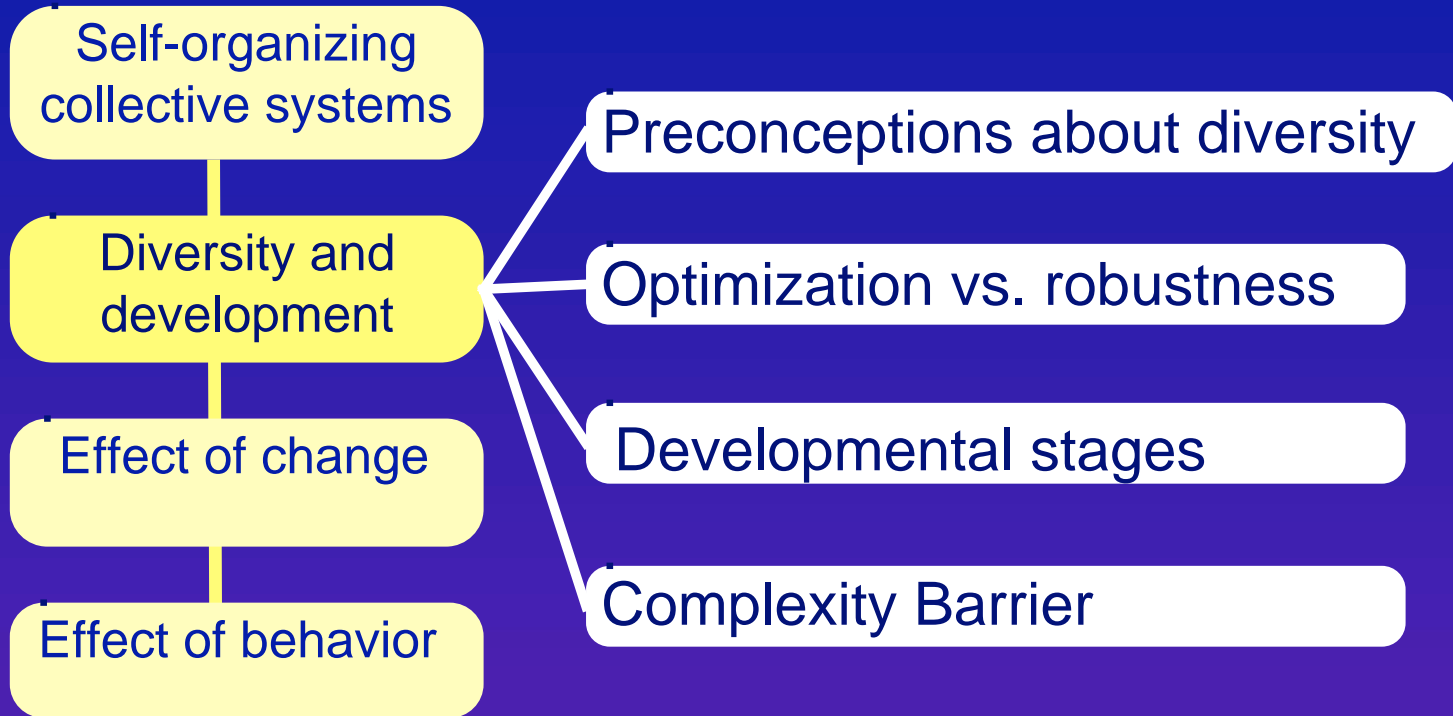 Self-organizing
collective systems
Diversity and
development
Effect of change
Effect of behavior
Preconceptions about diversity
Optimization vs. robustness
Developmental stages
Complexity Barrier